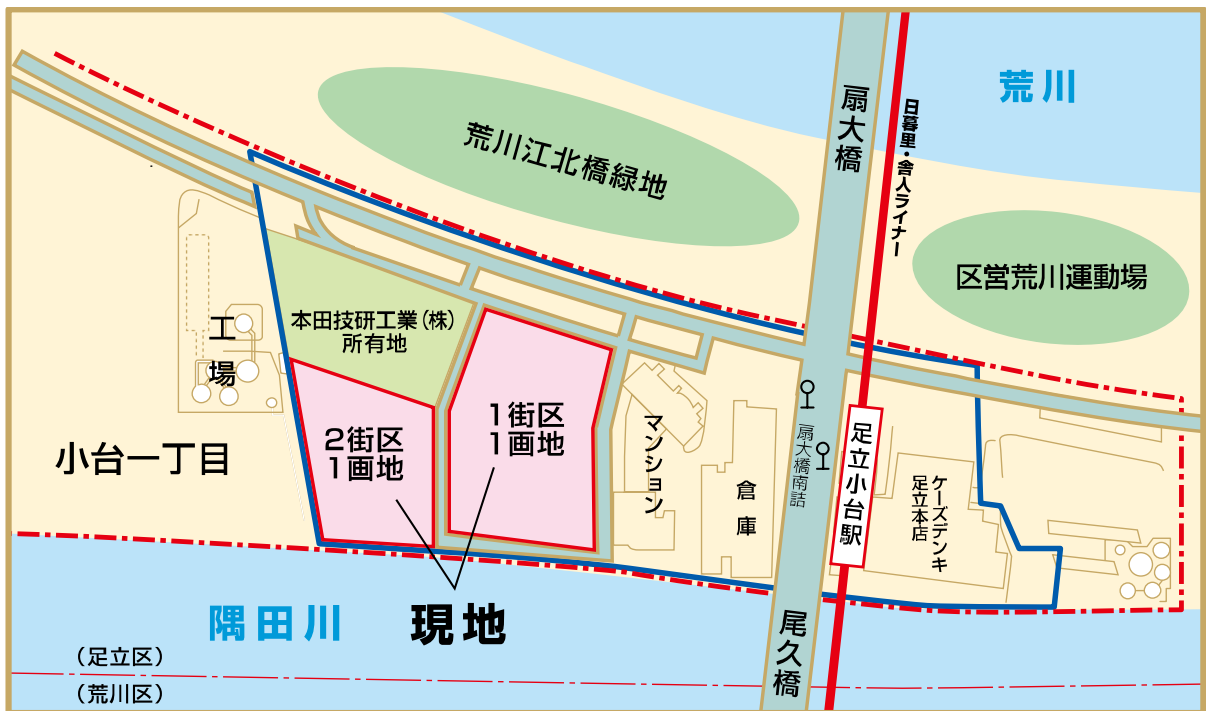 荒川
扇大橋
日暮里・舎人ライナー
荒川江北橋緑地
区営荒川運動場
本田技研工業(株)
所有地
工場
1街区
1画地
2街区
1画地
マンション
倉庫
扇大橋南詰
足立小台駅
ケーズデンキ
足立本店
小台一丁目
現地
隅田川
尾久橋
(足立区)
(荒川区)